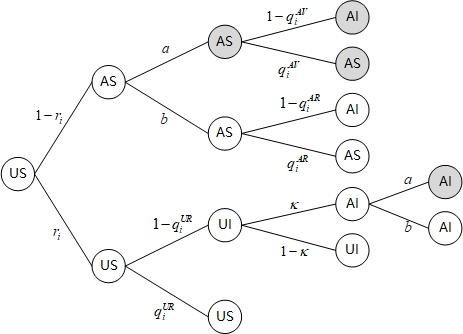 1-q_i^{AV} AI
AS
a
q_i^{AV} AS
AS
1-q_i^{AR} AI
1-r_i
b
AS
q_i^{AR} AS
US
κ AI a AI
1-q_i^{UR} UI
b AI
r_i
1-κ UI
US
q_i^{UR} US